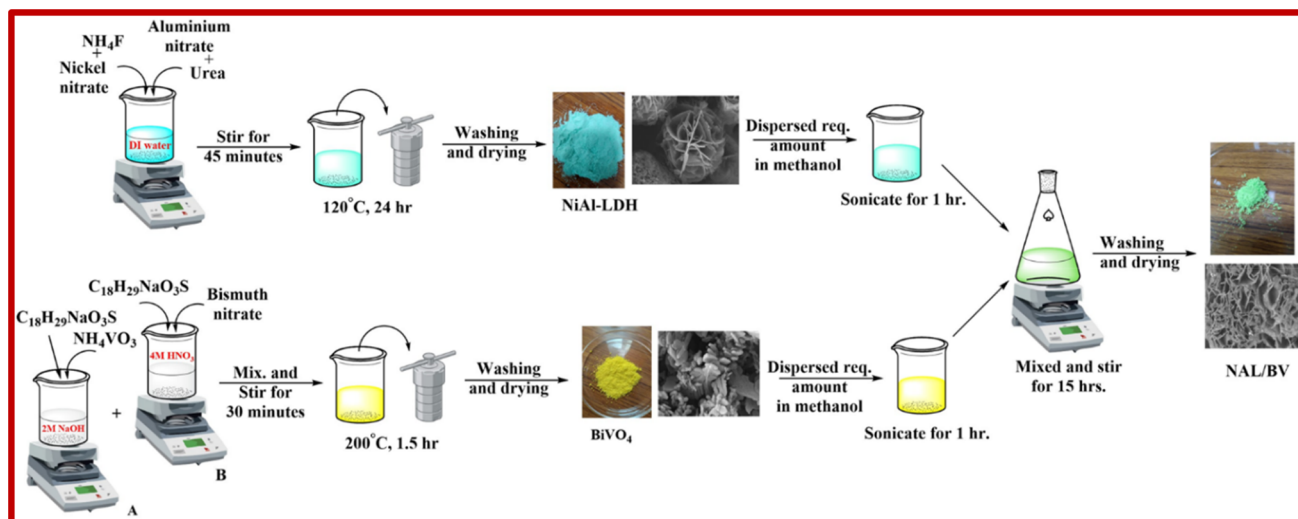 NH₄F
+
Nickel
nitrate
Aluminium
nitrate
+
Urea
DI water
Stir for
45 minutes
120°C, 24 hr
Washing
and drying
NiAl-LDH
Dispersed req.
amount
in methanol
Sonicate for 1 hr.
C₁₈H₂₉NaO₃S
NH₄VO₃
2M NaOH
A
+
C₁₈H₂₉NaO₃S
Bismuth
nitrate
4M HNO₃
B
Mix. and
Stir for
30 minutes
200°C, 1.5 hr
Washing
and drying
BiVO₄
Dispersed req.
amount
in methanol
Sonicate for 1 hr.
Mixed and stir
for 15 hrs.
Washing
and drying
NAL/BV